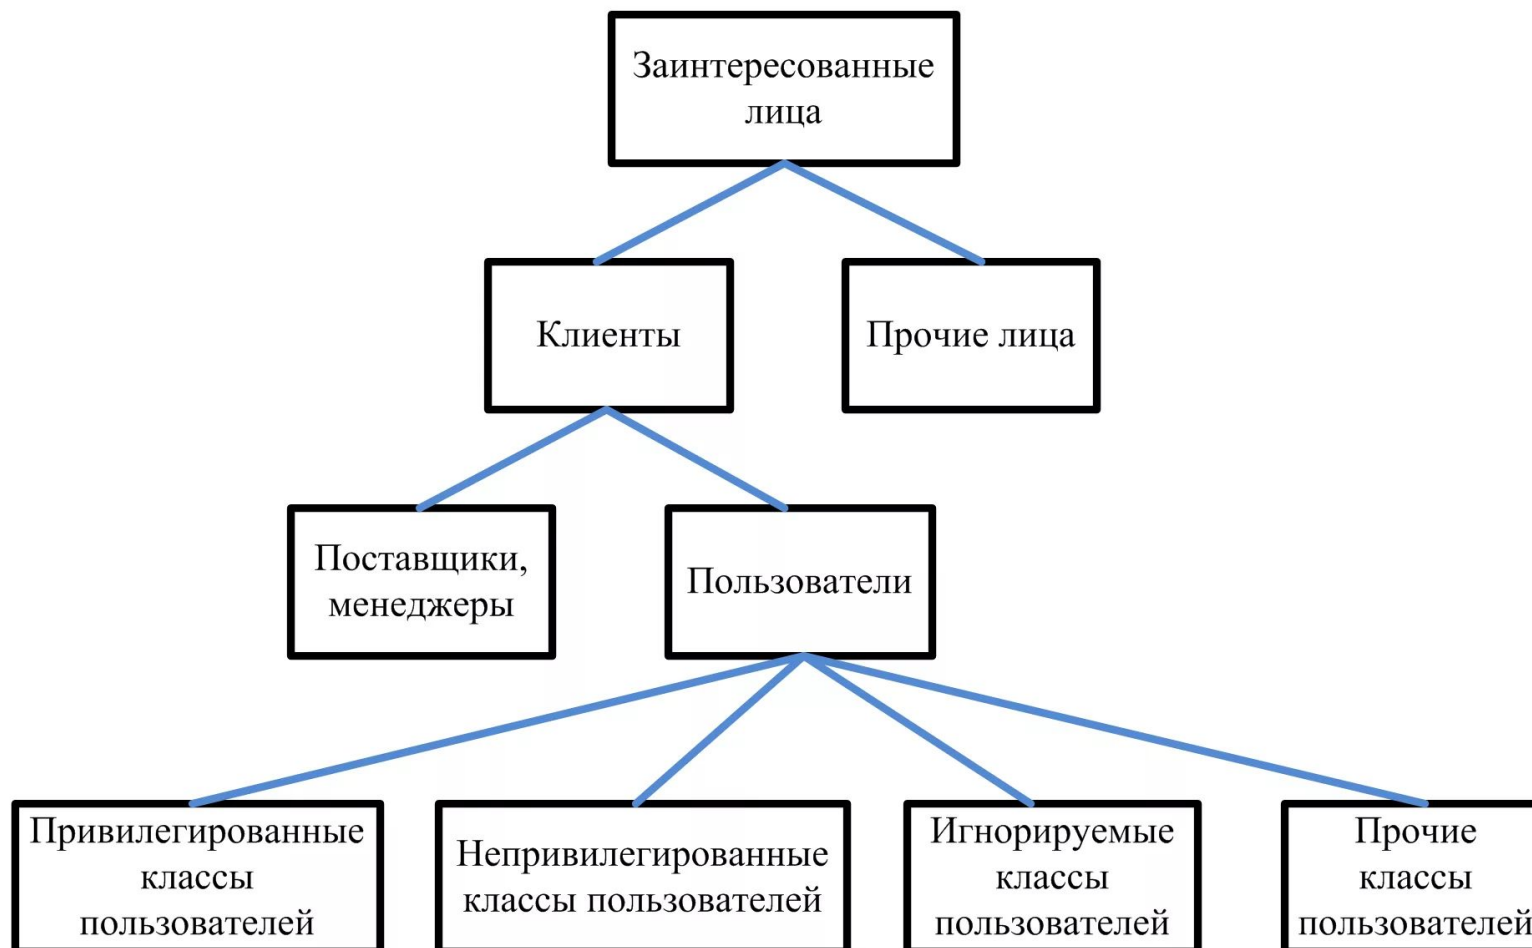 Заинтересованные
лица
Клиенты
Прочие лица
Поставщики,
менеджеры
Пользователи
Привилегированные
классы
пользователей
Непривилегированные
классы пользователей
Игнорируемые
классы
пользователей
Прочие
классы
пользователей